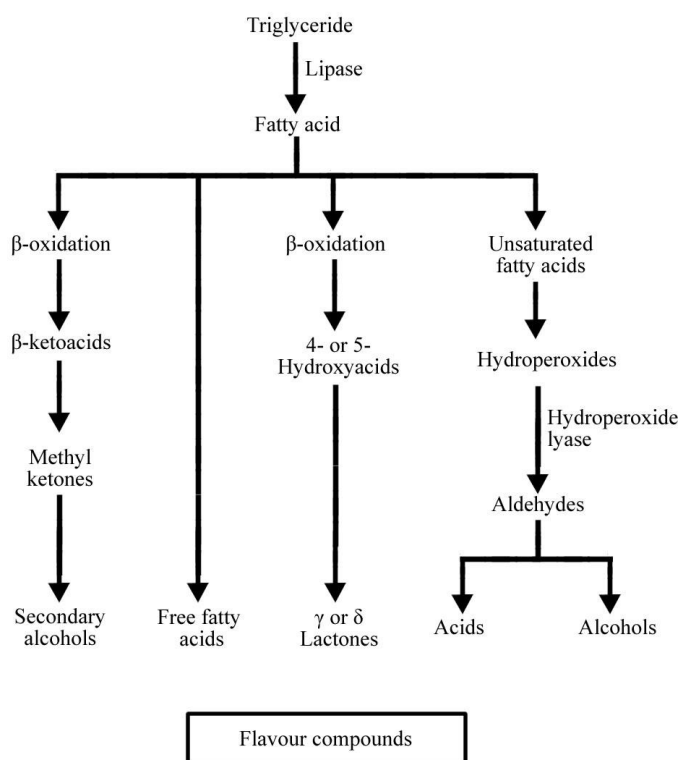 Triglyceride
Lipase
Fatty acid
β-oxidation
β-ketoacids
Methyl
ketones
Secondary
alcohols
Free fatty
acids
β-oxidation
4- or 5-
Hydroxyacids
γ or δ
Lactones
Unsaturated
fatty acids
Hydroperoxides
Hydroperoxide
lyase
Aldehydes
Acids
Alcohols
Flavour compounds